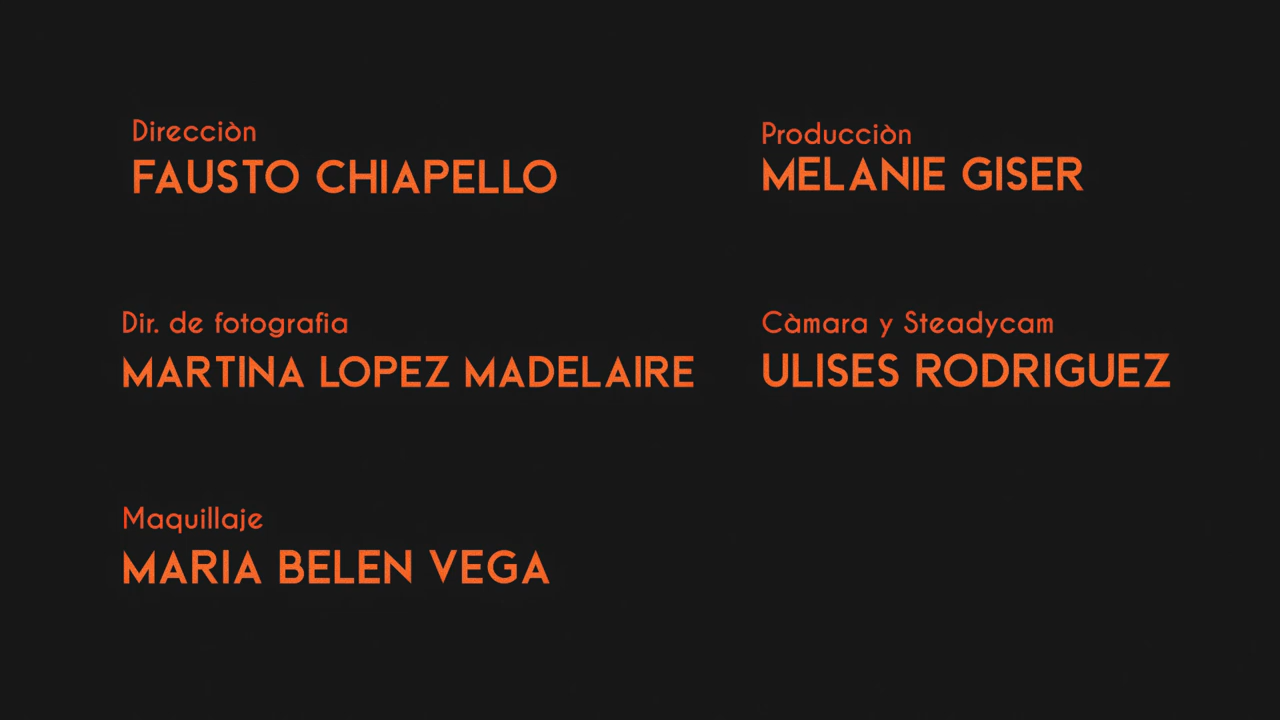 Direcciòn
FAUSTO CHIAPELLO
Producciòn
MELANIE GISER
Dir. de fotografia
MARTINA LOPEZ MADELAIRE
Càmara y Steadycam
ULISES RODRIGUEZ
Maquillaje
MARIA BELEN VEGA